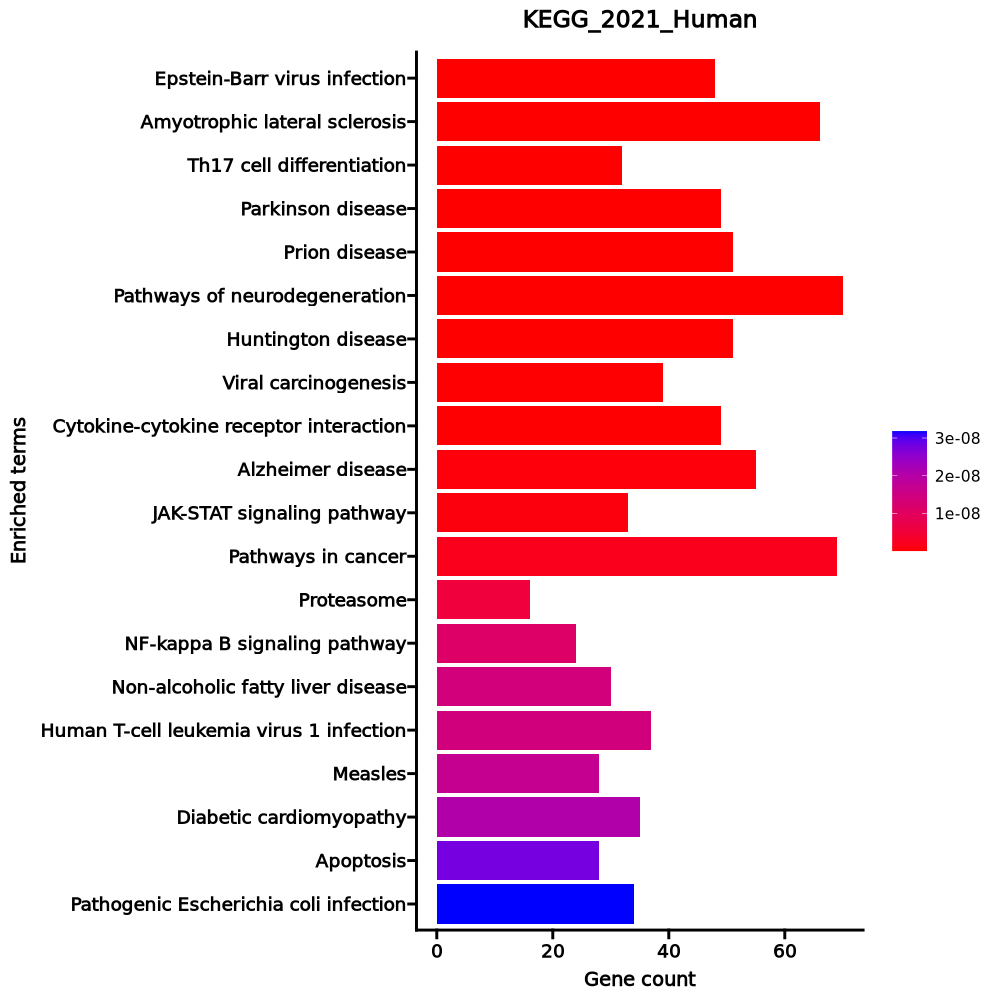 KEGG_2021_Human
Epstein-Barr virus infection
Amyotrophic lateral sclerosis
Th17 cell differentiation
Parkinson disease
Prion disease
Pathways of neurodegeneration
Huntington disease
Viral carcinogenesis
Cytokine-cytokine receptor interaction
Alzheimer disease
JAK-STAT signaling pathway
Pathways in cancer
Proteasome
NF-kappa B signaling pathway
Non-alcoholic fatty liver disease
Human T-cell leukemia virus 1 infection
Measles
Diabetic cardiomyopathy
Apoptosis
Pathogenic Escherichia coli infection
Enriched terms
0 20 40 60
Gene count
3e-08
2e-08
1e-08